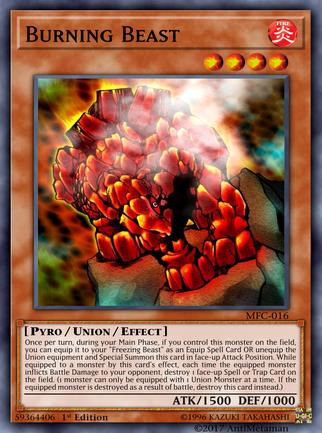 Burning Beast
FIRE
炎
MFC-016
[Pyro / Union / Effect]
Once per turn, during your Main Phase, if you control this monster on the field,
you can equip it to your "Freezing Beast" as an Equip Spell Card OR unequip the
Union equipment and Special Summon this card in face-up Attack Position. While
equipped to a monster by this card's effect, each time the equipped monster
inflicts Battle Damage to your opponent, destroy 1 face-up Spell or Trap Card on
the field. (1 monster can only be equipped with 1 Union Monster at a time. If the
equipped monster is destroyed as a result of battle, destroy this card instead.)
ATK/1500 DEF/1000
59364406 1st Edition ©1996 KAZUKI TAKAHASHI
©2017 AntiMetaman